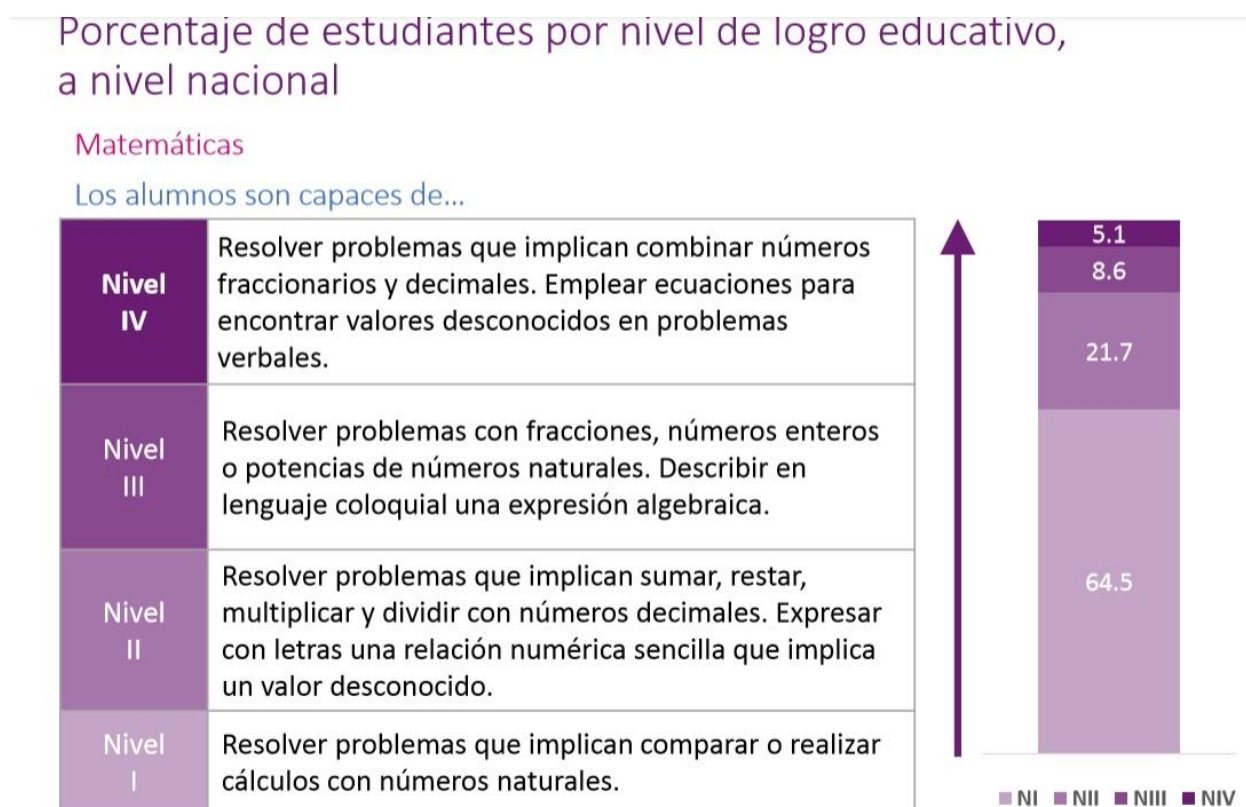 Porcentaje de estudiantes por nivel de logro educativo,
a nivel nacional
Matemáticas
Los alumnos son capaces de...
Nivel
IV
Resolver problemas que implican combinar números
fraccionarios y decimales. Emplear ecuaciones para
encontrar valores desconocidos en problemas
verbales.
Nivel
III
Resolver problemas con fracciones, números enteros
o potencias de números naturales. Describir en
lenguaje coloquial una expresión algebraica.
Nivel
II
Resolver problemas que implican sumar, restar,
multiplicar y dividir con números decimales. Expresar
con letras una relación numérica sencilla que implica
un valor desconocido.
Nivel
I
Resolver problemas que implican comparar o realizar
cálculos con números naturales.
5.1
8.6
21.7
64.5
NI NII NIII NIV